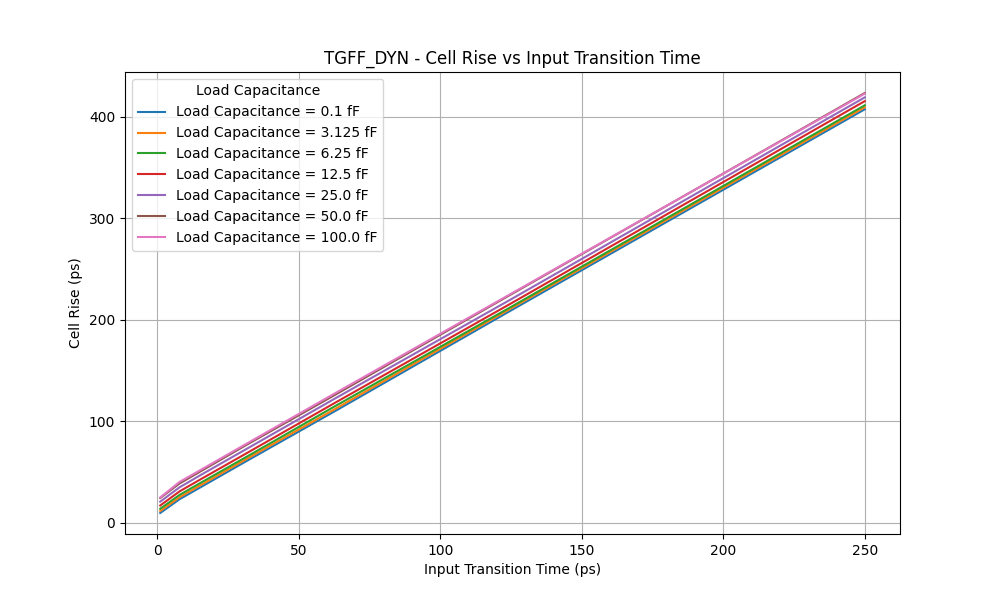 TGFF_DYN - Cell Rise vs Input Transition Time
Load Capacitance
Load Capacitance = 0.1 fF
Load Capacitance = 3.125 fF
Load Capacitance = 6.25 fF
Load Capacitance = 12.5 fF
Load Capacitance = 25.0 fF
Load Capacitance = 50.0 fF
Load Capacitance = 100.0 fF
Cell Rise (ps)
400
300
200
100
0
0 50 100 150 200 250
Input Transition Time (ps)